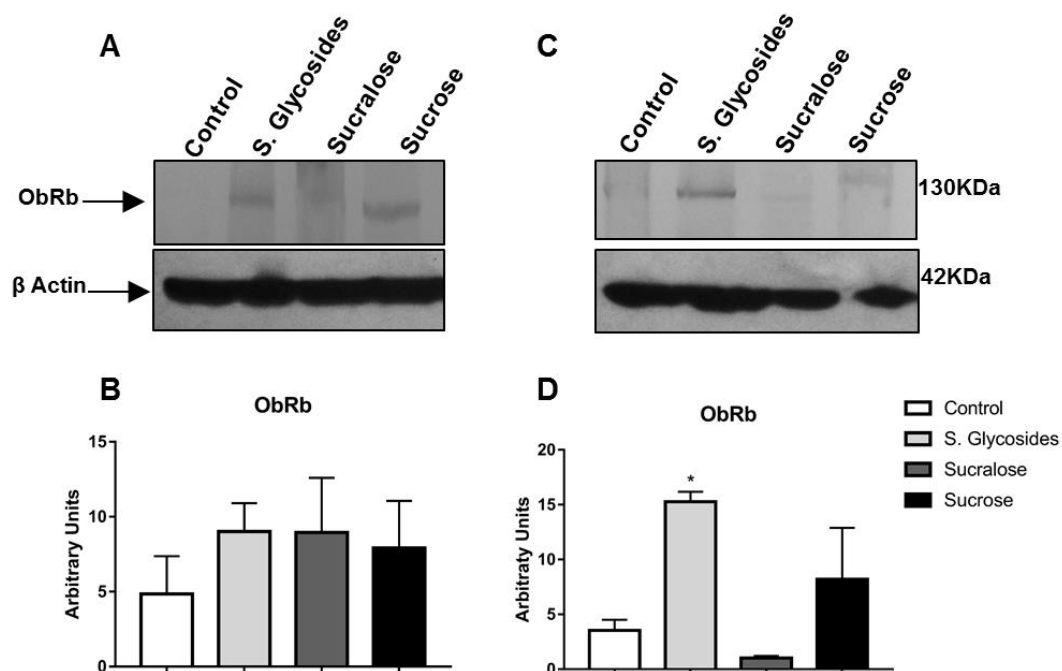 A
Control
S. Glycosides
Sucralose
Sucrose
ObRb
β Actin
C
Control
S. Glycosides
Sucralose
Sucrose
130KDa
42KDa
B
ObRb
Arbitrary Units
15
10
5
0
D
ObRb
Arbitraty Units
20
15
10
5
0
*
Control
S. Glycosides
Sucralose
Sucrose